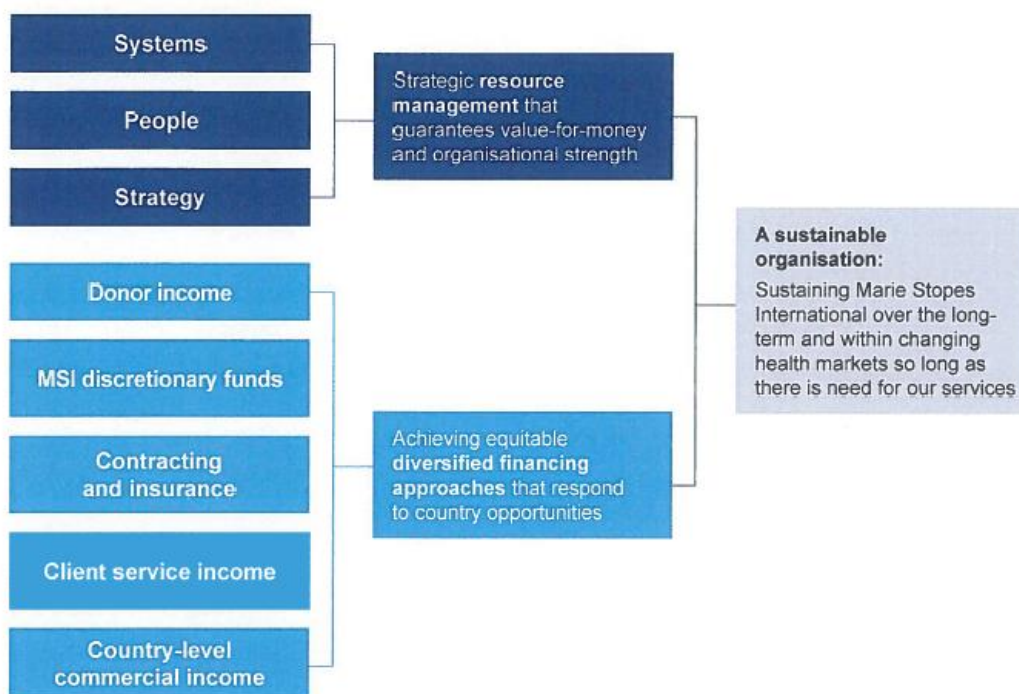 Systems
People
Strategy
Strategic resource
management that
guarantees value-for-money
and organisational strength
Donor income
MSI discretionary funds
Contracting
and insurance
Client service income
Country-level
commercial income
Achieving equitable
diversified financing
approaches that respond
to country opportunities
A sustainable
organisation:
Sustaining Marie Stopes
International over the long-
term and within changing
health markets so long as
there is need for our services